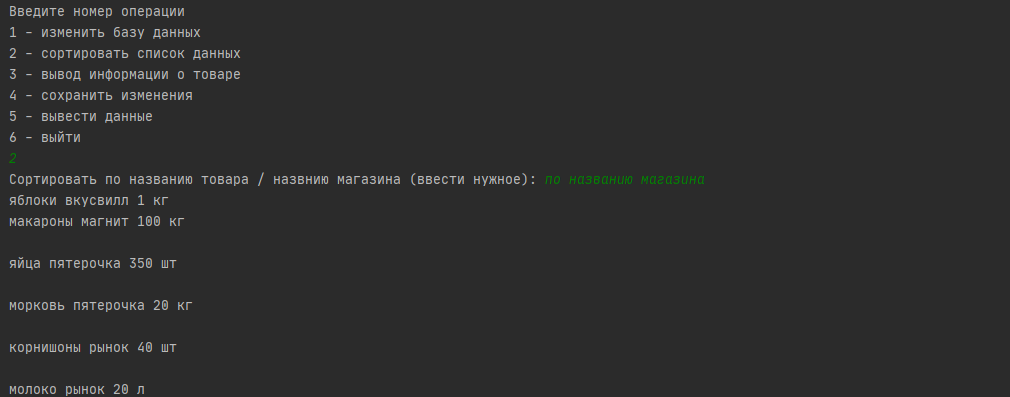 Введите номер операции
1 - изменить базу данных
2 - сортировать список данных
3 - вывод информации о товаре
4 - сохранить изменения
5 - вывести данные
6 - выйти
2
Сортировать по названию товара / назвнию магазина (ввести нужное): по названию магазина
яблоки вкусвилл 1 кг
макароны магнит 100 кг
яйца пятерочка 350 шт
морковь пятерочка 20 кг
корнишоны рынок 40 шт
молоко рынок 20 л